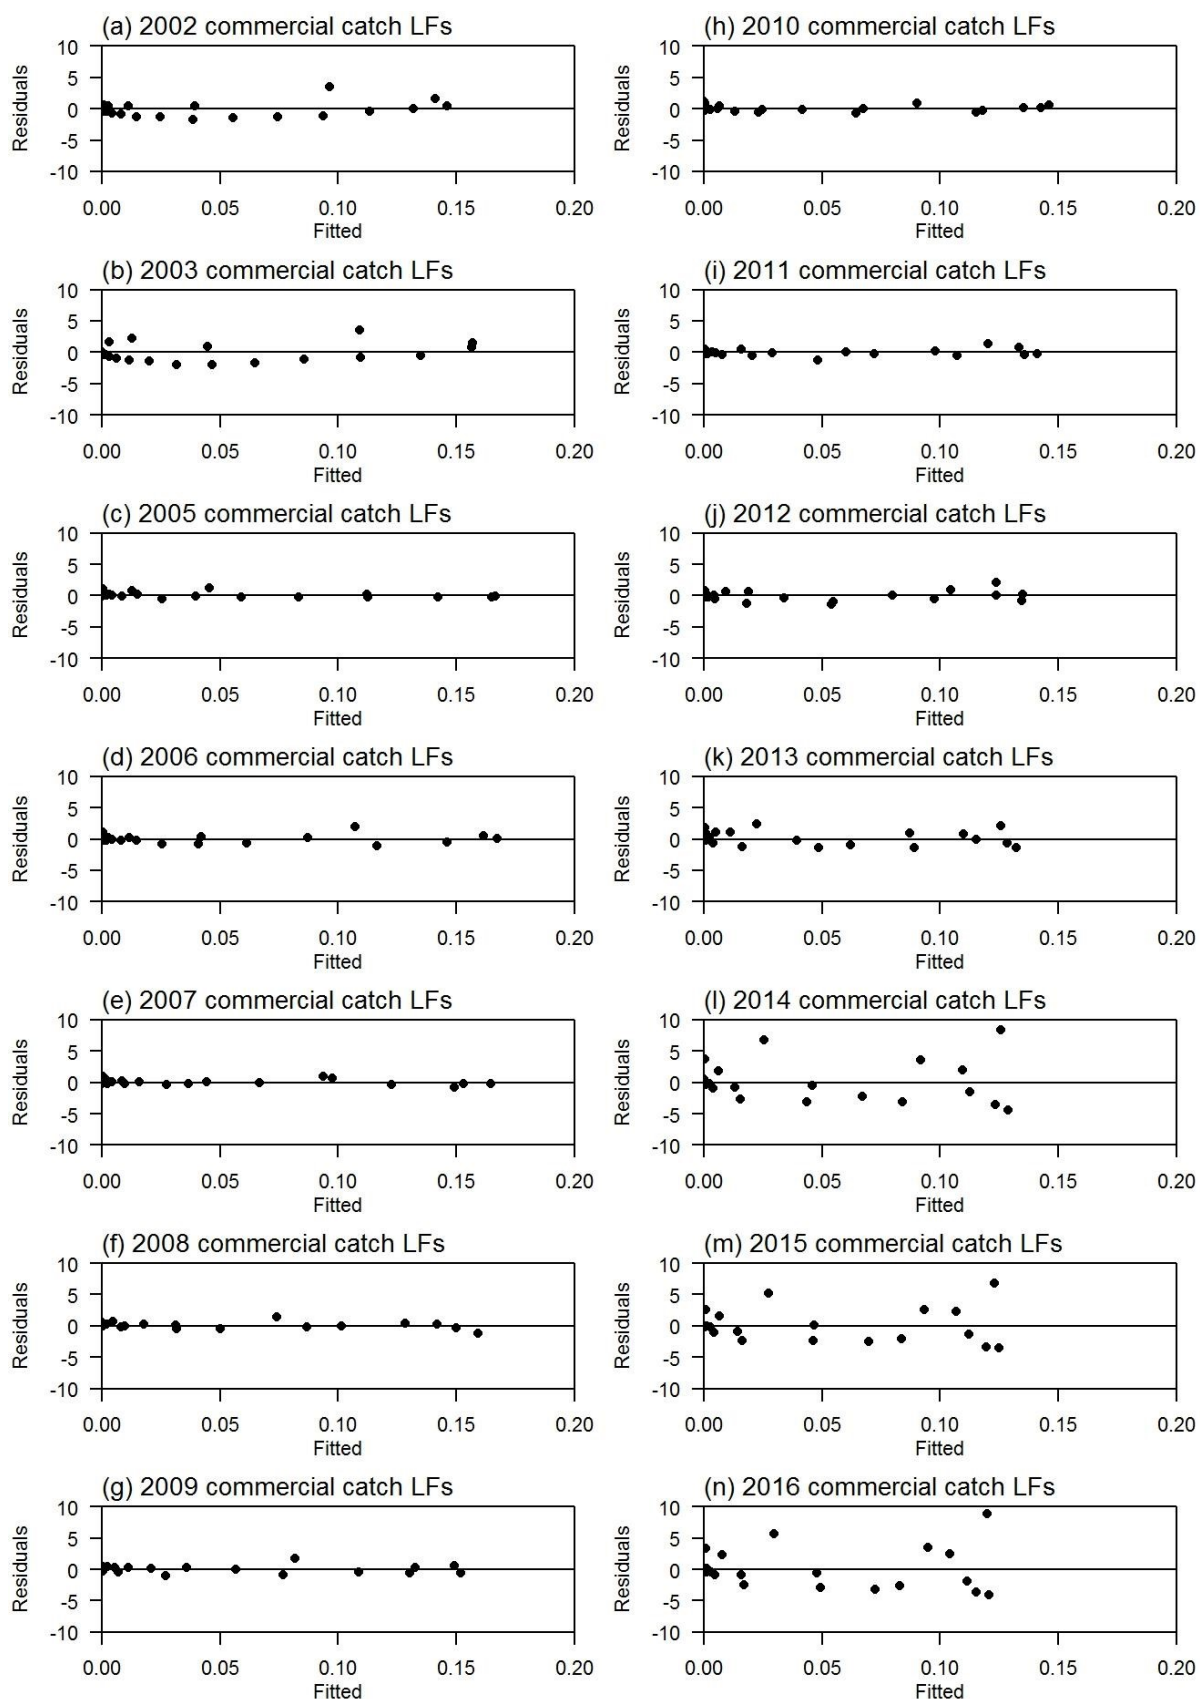 (a) 2002 commercial catch LFs
10
5
0
-5
-10
Residuals
0.00 0.05 0.10 0.15 0.20
Fitted
(b) 2003 commercial catch LFs
10
5
0
-5
-10
Residuals
0.00 0.05 0.10 0.15 0.20
Fitted
(c) 2005 commercial catch LFs
10
5
0
-5
-10
Residuals
0.00 0.05 0.10 0.15 0.20
Fitted
(d) 2006 commercial catch LFs
10
5
0
-5
-10
Residuals
0.00 0.05 0.10 0.15 0.20
Fitted
(e) 2007 commercial catch LFs
10
5
0
-5
-10
Residuals
0.00 0.05 0.10 0.15 0.20
Fitted
(f) 2008 commercial catch LFs
10
5
0
-5
-10
Residuals
0.00 0.05 0.10 0.15 0.20
Fitted
(g) 2009 commercial catch LFs
10
5
0
-5
-10
Residuals
0.00 0.05 0.10 0.15 0.20
Fitted
(h) 2010 commercial catch LFs
10
5
0
-5
-10
Residuals
0.00 0.05 0.10 0.15 0.20
Fitted
(i) 2011 commercial catch LFs
10
5
0
-5
-10
Residuals
0.00 0.05 0.10 0.15 0.20
Fitted
(j) 2012 commercial catch LFs
10
5
0
-5
-10
Residuals
0.00 0.05 0.10 0.15 0.20
Fitted
(k) 2013 commercial catch LFs
10
5
0
-5
-10
Residuals
0.00 0.05 0.10 0.15 0.20
Fitted
(l) 2014 commercial catch LFs
10
5
0
-5
-10
Residuals
0.00 0.05 0.10 0.15 0.20
Fitted
(m) 2015 commercial catch LFs
10
5
0
-5
-10
Residuals
0.00 0.05 0.10 0.15 0.20
Fitted
(n) 2016 commercial catch LFs
10
5
0
-5
-10
Residuals
0.00 0.05 0.10 0.15 0.20
Fitted